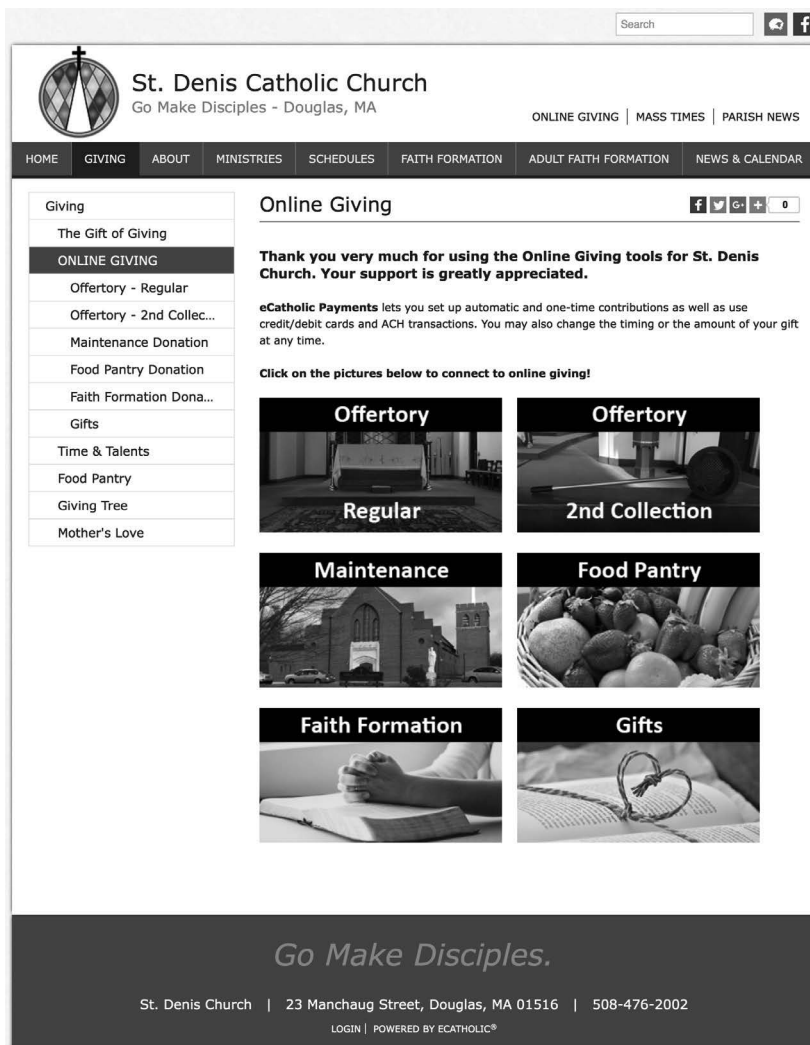 Search
St. Denis Catholic Church
Go Make Disciples - Douglas, MA
ONLINE GIVING | MASS TIMES | PARISH NEWS
HOME GIVING ABOUT MINISTRIES SCHEDULES FAITH FORMATION ADULT FAITH FORMATION NEWS & CALENDAR
Giving
The Gift of Giving
ONLINE GIVING
Offertory - Regular
Offertory - 2nd Collec...
Maintenance Donation
Food Pantry Donation
Faith Formation Dona...
Gifts
Time & Talents
Food Pantry
Giving Tree
Mother's Love
Online Giving
0
Thank you very much for using the Online Giving tools for St. Denis
Church. Your support is greatly appreciated.
eCatholic Payments lets you set up automatic and one-time contributions as well as use
credit/debit cards and ACH transactions. You may also change the timing or the amount of your gift
at any time.
Click on the pictures below to connect to online giving!
Offertory
Regular
Offertory
2nd Collection
Maintenance
Food Pantry
Faith Formation
Gifts
Go Make Disciples.
St. Denis Church | 23 Manchaug Street, Douglas, MA 01516 | 508-476-2002
LOGIN | POWERED BY ECATHOLIC®